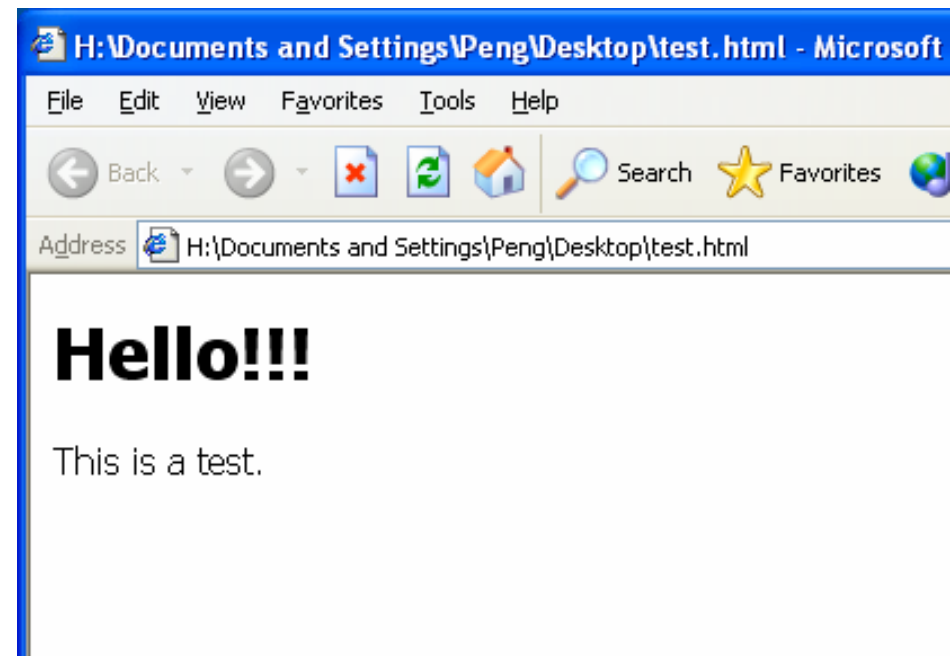 H:\Documents and Settings\Peng\Desktop\test.html - Microsoft
File Edit View Favorites Tools Help
Back Search Favorites
Address H:\Documents and Settings\Peng\Desktop\test.html
Hello!!!
This is a test.